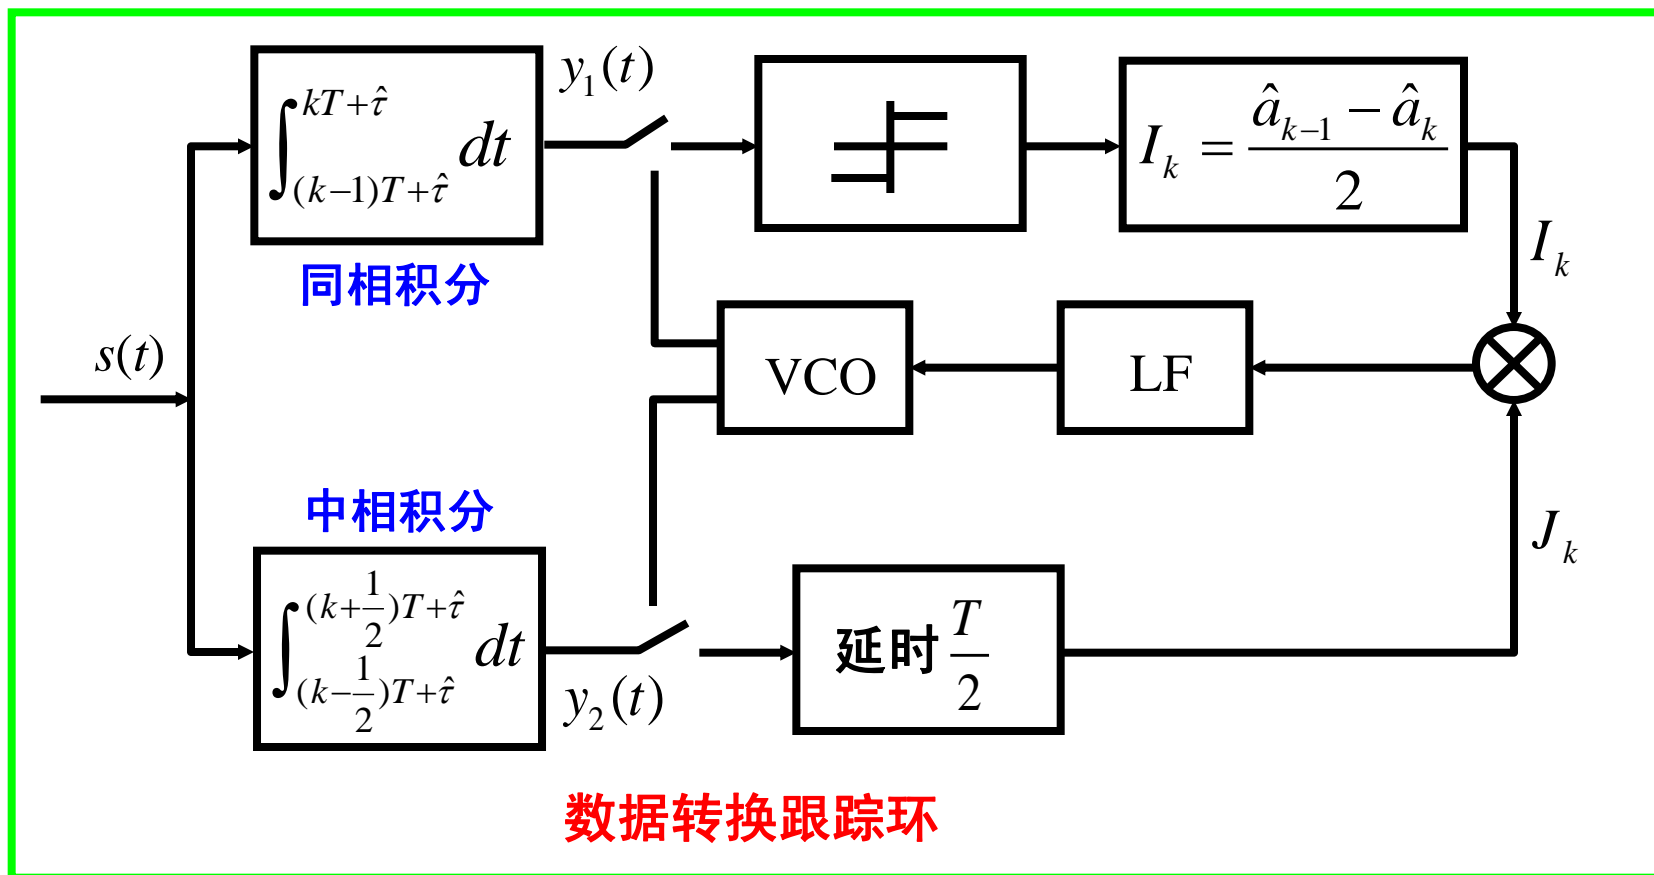 ∫_{(k−1)T+τ̂}^{kT+τ̂} dt
y₁(t)
I_k = (â_{k−1} − â_k) / 2
同相积分
I_k
s(t)
VCO
LF
中相积分
J_k
∫_{(k−1/2)T+τ̂}^{(k+1/2)T+τ̂} dt
y₂(t)
延时 T/2
数据转换跟踪环